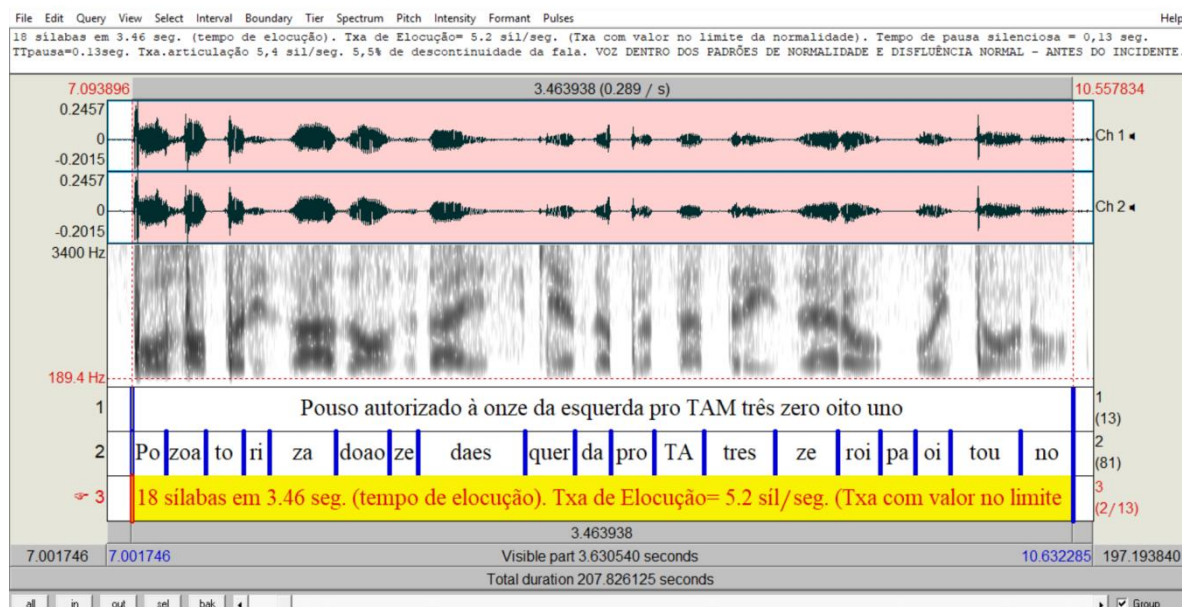 File Edit Query View Select Interval Boundary Tier Spectrum Pitch Intensity Formant Pulses Help
18 sílabas em 3.46 seg. (tempo de elocução). Txa de Elocução= 5.2 síl/seg. (Txa com valor no limite da normalidade). Tempo de pausa silenciosa = 0,13 seg.
TTpausa=0.13seg. Txa.articulação 5,4 sil/seg. 5,5% de descontinuidade da fala. VOZ DENTRO DOS PADRÕES DE NORMALIDADE E DISFLUÊNCIA NORMAL - ANTES DO INCIDENTE.
7.093896 3.463938 (0.289 / s) 10.557834
0.2457
0 Ch 1
-0.2015
0.2457
0 Ch 2
-0.2015
3400 Hz
189.4 Hz
1 Pouso autorizado à onze da esquerda pro TAM três zero oito uno 1
(13)
2 Po zoa to ri za doao ze daes quer da pro TA tres ze roi pa oi tou no 2
(81)
3 18 sílabas em 3.46 seg. (tempo de elocução). Txa de Elocução= 5.2 síl/seg. (Txa com valor no limite 3
(2/13)
3.463938
7.001746 7.001746 Visible part 3.630540 seconds 10.632285 197.193840
Total duration 207.826125 seconds
all in out sel bak Group